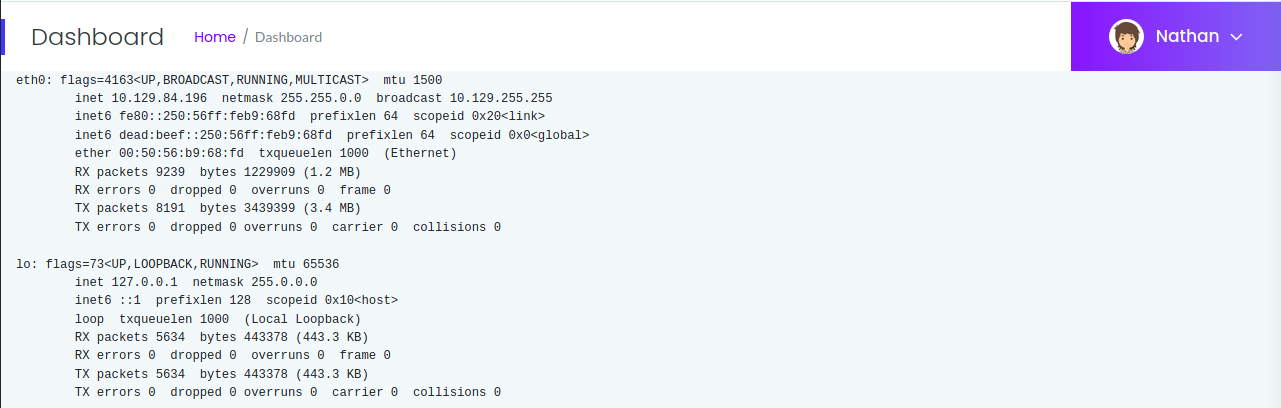 Dashboard Home / Dashboard Nathan
eth0: flags=4163<UP,BROADCAST,RUNNING,MULTICAST>  mtu 1500
        inet 10.129.84.196  netmask 255.255.0.0  broadcast 10.129.255.255
        inet6 fe80::250:56ff:feb9:68fd  prefixlen 64  scopeid 0x20<link>
        inet6 dead:beef::250:56ff:feb9:68fd  prefixlen 64  scopeid 0x0<global>
        ether 00:50:56:b9:68:fd  txqueuelen 1000  (Ethernet)
        RX packets 9239  bytes 1229909 (1.2 MB)
        RX errors 0  dropped 0  overruns 0  frame 0
        TX packets 8191  bytes 3439399 (3.4 MB)
        TX errors 0  dropped 0 overruns 0  carrier 0  collisions 0

lo: flags=73<UP,LOOPBACK,RUNNING>  mtu 65536
        inet 127.0.0.1  netmask 255.0.0.0
        inet6 ::1  prefixlen 128  scopeid 0x10<host>
        loop  txqueuelen 1000  (Local Loopback)
        RX packets 5634  bytes 443378 (443.3 KB)
        RX errors 0  dropped 0  overruns 0  frame 0
        TX packets 5634  bytes 443378 (443.3 KB)
        TX errors 0  dropped 0 overruns 0  carrier 0  collisions 0